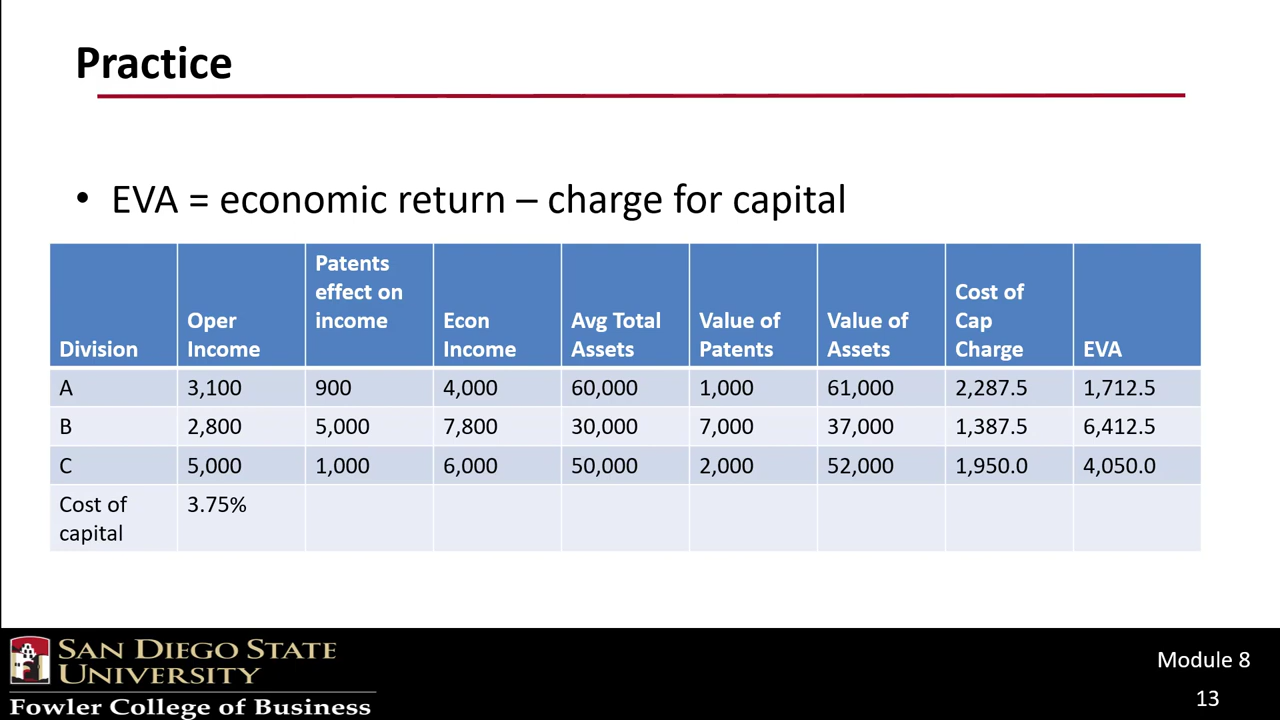 Practice
• EVA = economic return – charge for capital
Division Oper Income Patents effect on income Econ Income Avg Total Assets Value of Patents Value of Assets Cost of Cap Charge EVA
A 3,100 900 4,000 60,000 1,000 61,000 2,287.5 1,712.5
B 2,800 5,000 7,800 30,000 7,000 37,000 1,387.5 6,412.5
C 5,000 1,000 6,000 50,000 2,000 52,000 1,950.0 4,050.0
Cost of capital 3.75%
SAN DIEGO STATE
UNIVERSITY
Fowler College of Business
Module 8
13